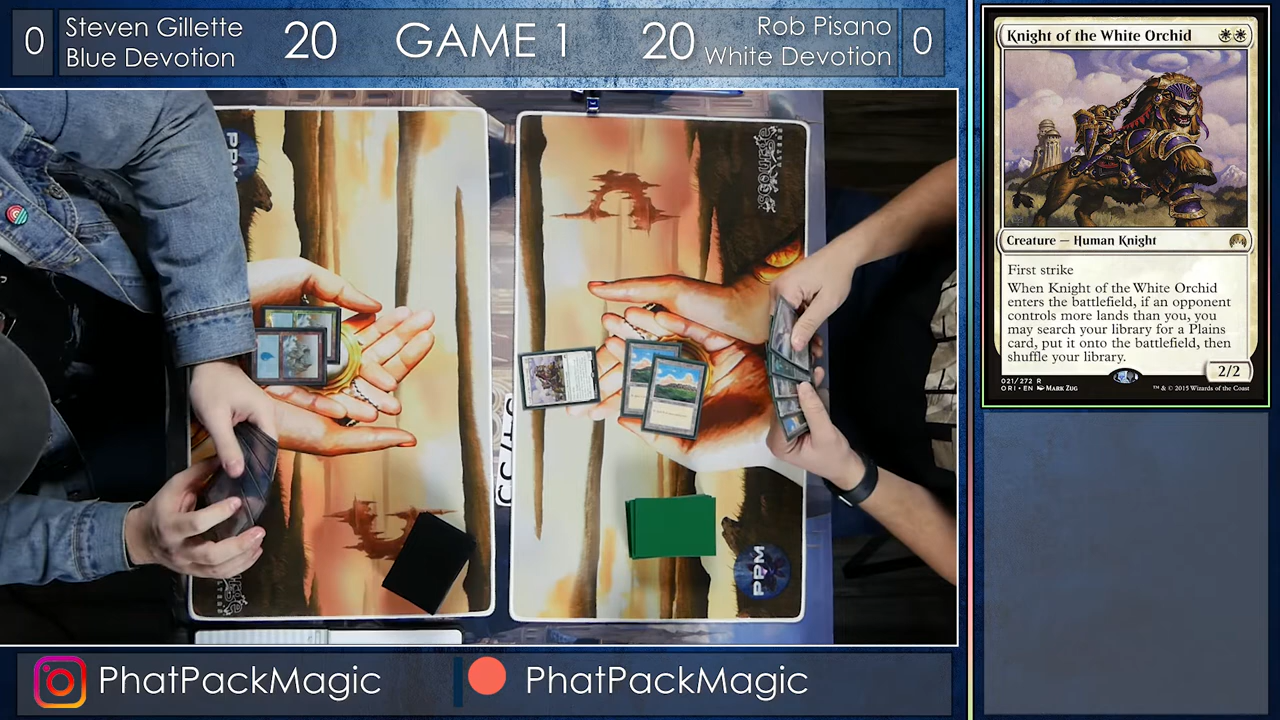 0
Steven Gillette
Blue Devotion
20
GAME 1
20
Rob Pisano
White Devotion
0
Knight of the White Orchid
Creature — Human Knight
First strike
When Knight of the White Orchid
enters the battlefield, if an opponent
controls more lands than you, you
may search your library for a Plains
card, put it onto the battlefield, then
shuffle your library.
2/2
021/272 R
ORI • EN MARK ZUG
™ & © 2015 Wizards of the Coast
PPM
PhatPackMagic
PhatPackMagic